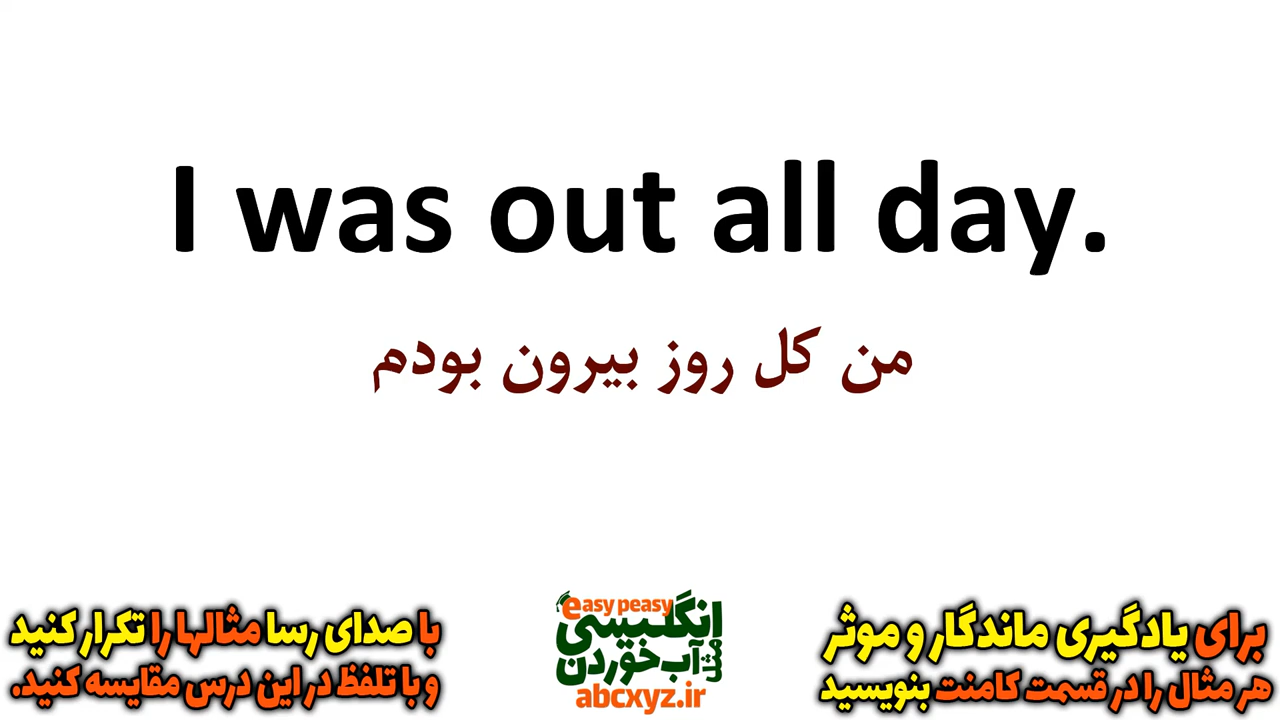 I was out all day.
من کل روز بیرون بودم
برای یادگیری ماندگار و موثر
هر مثال را در قسمت کامنت بنویسید
easy peasy
انگلیسی
مثل آب خوردن
abcxyz.ir
با صدای رسا مثالها را تکرار کنید
و با تلفظ در این درس مقایسه کنید.